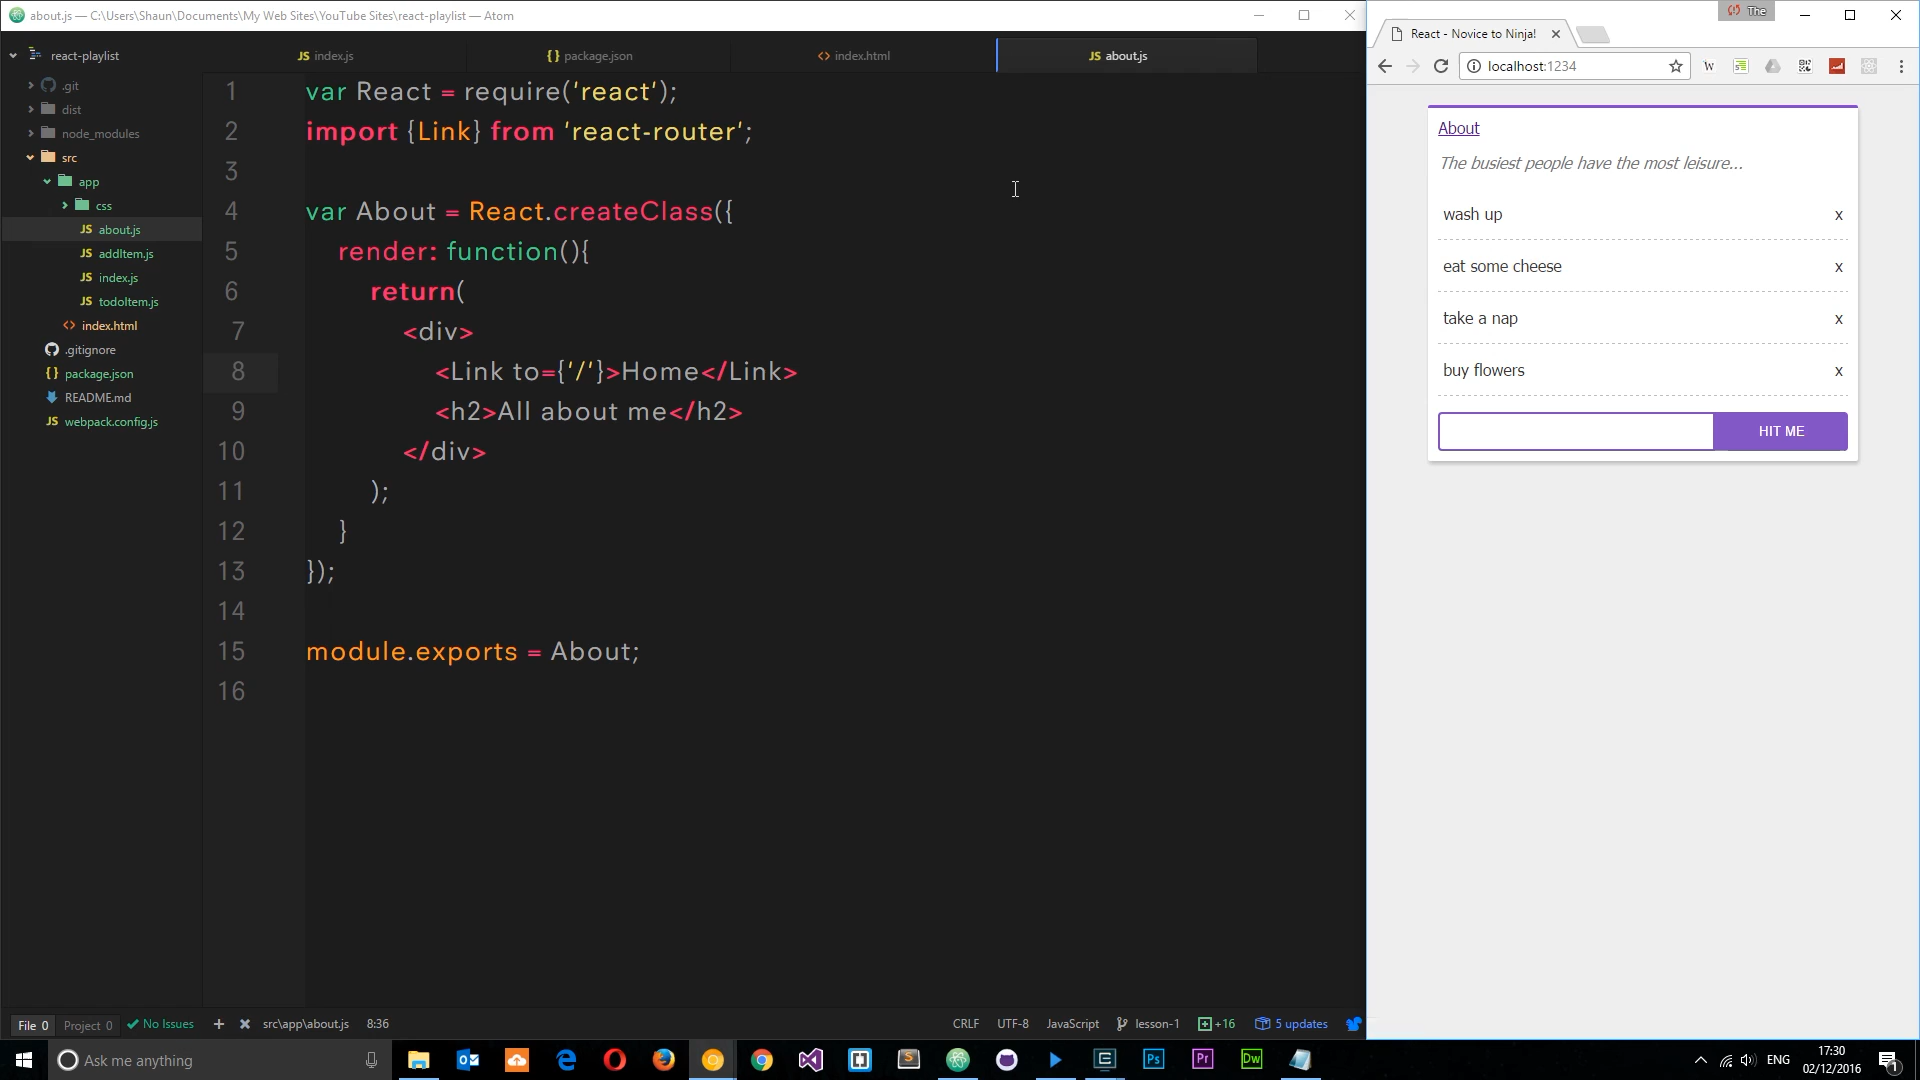 about.js — C:\Users\Shaun\Documents\My Web Sites\YouTube Sites\react-playlist — Atom
react-playlist
.git
dist
node_modules
src
app
css
about.js
addItem.js
index.js
todoItem.js
index.html
.gitignore
package.json
README.md
webpack.config.js
index.js
package.json
index.html
about.js
1 var React = require('react');
2 import {Link} from 'react-router';
3
4 var About = React.createClass({
5 render: function(){
6 return(
7 <div>
8 <Link to={'/'}>Home</Link>
9 <h2>All about me</h2>
10 </div>
11 );
12 }
13 });
14
15 module.exports = About;
16
File 0 Project 0 No Issues src\app\about.js 8:36
CRLF UTF-8 JavaScript lesson-1 +16 5 updates
The
React - Novice to Ninja!
localhost:1234
About
The busiest people have the most leisure...
wash up x
eat some cheese x
take a nap x
buy flowers x
HIT ME
Ask me anything
ENG
17:30
02/12/2016